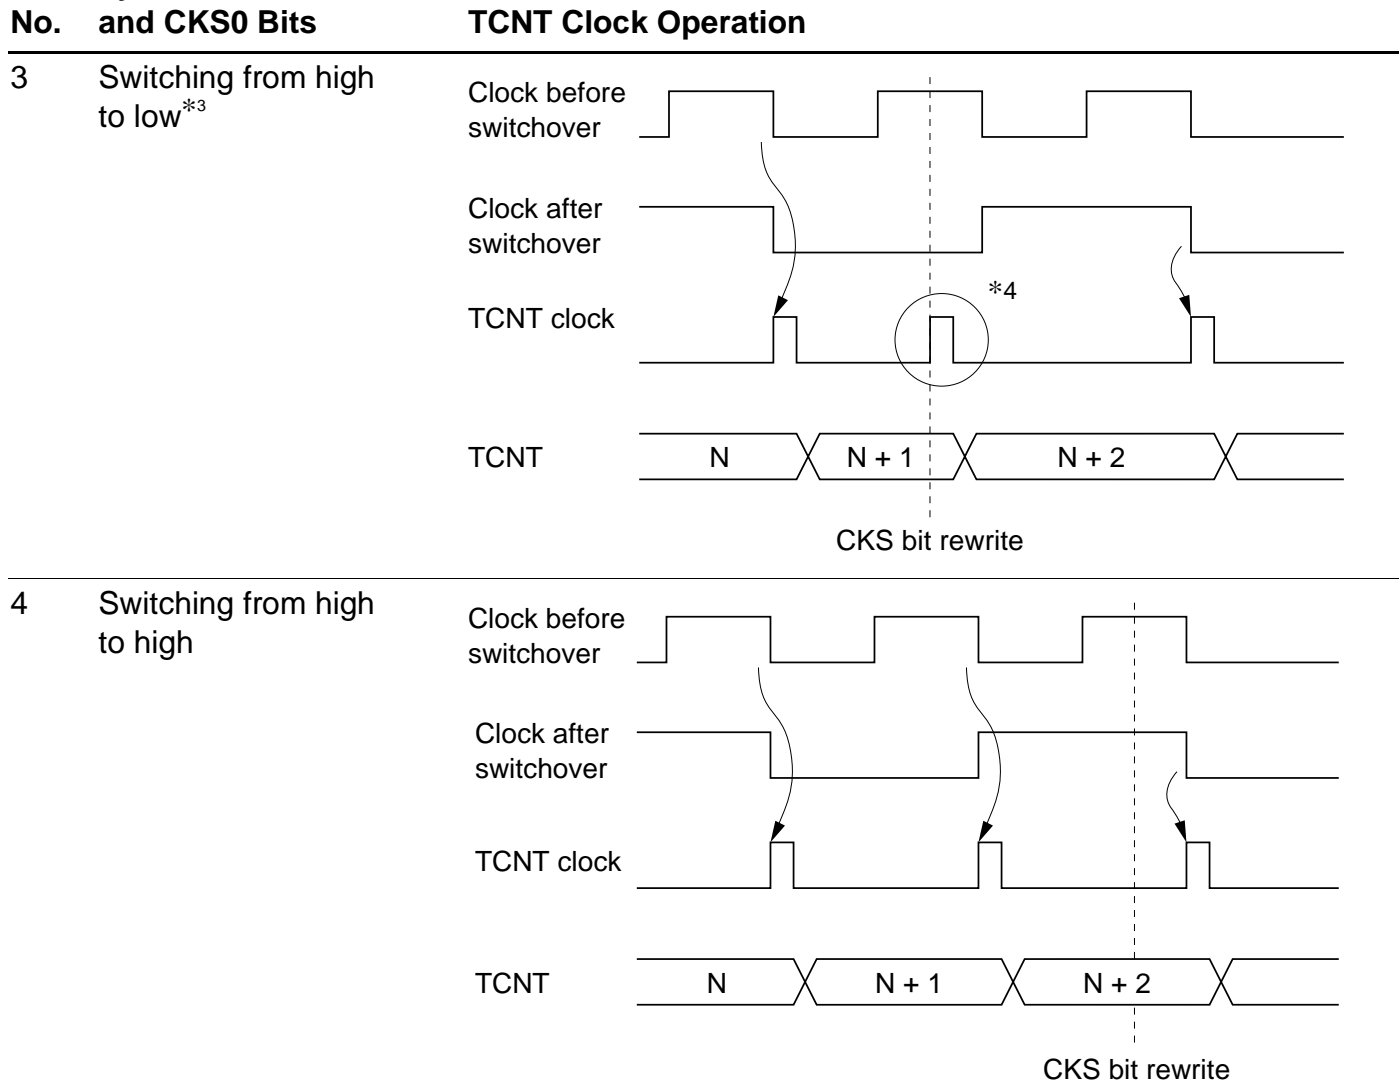 No. and CKS0 Bits TCNT Clock Operation
3 Switching from high to low*3
Clock before
switchover
Clock after
switchover
*4
TCNT clock
TCNT N N + 1 N + 2
CKS bit rewrite
4 Switching from high to high
Clock before
switchover
Clock after
switchover
TCNT clock
TCNT N N + 1 N + 2
CKS bit rewrite